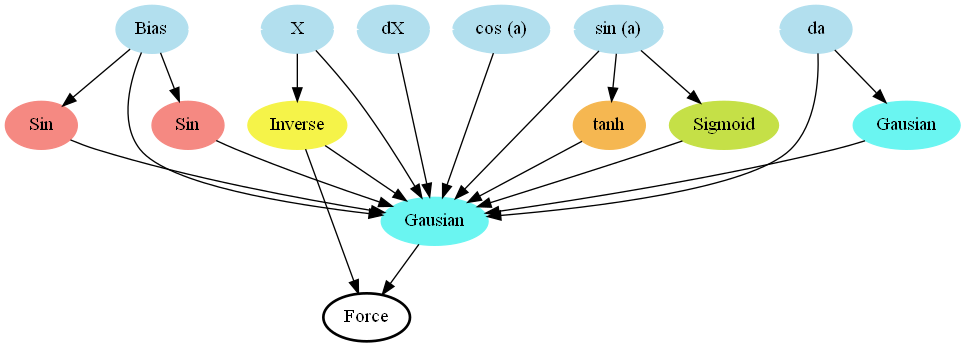 Bias
X
dX
cos (a)
sin (a)
da
Sin
Sin
Inverse
tanh
Sigmoid
Gausian
Gausian
Force